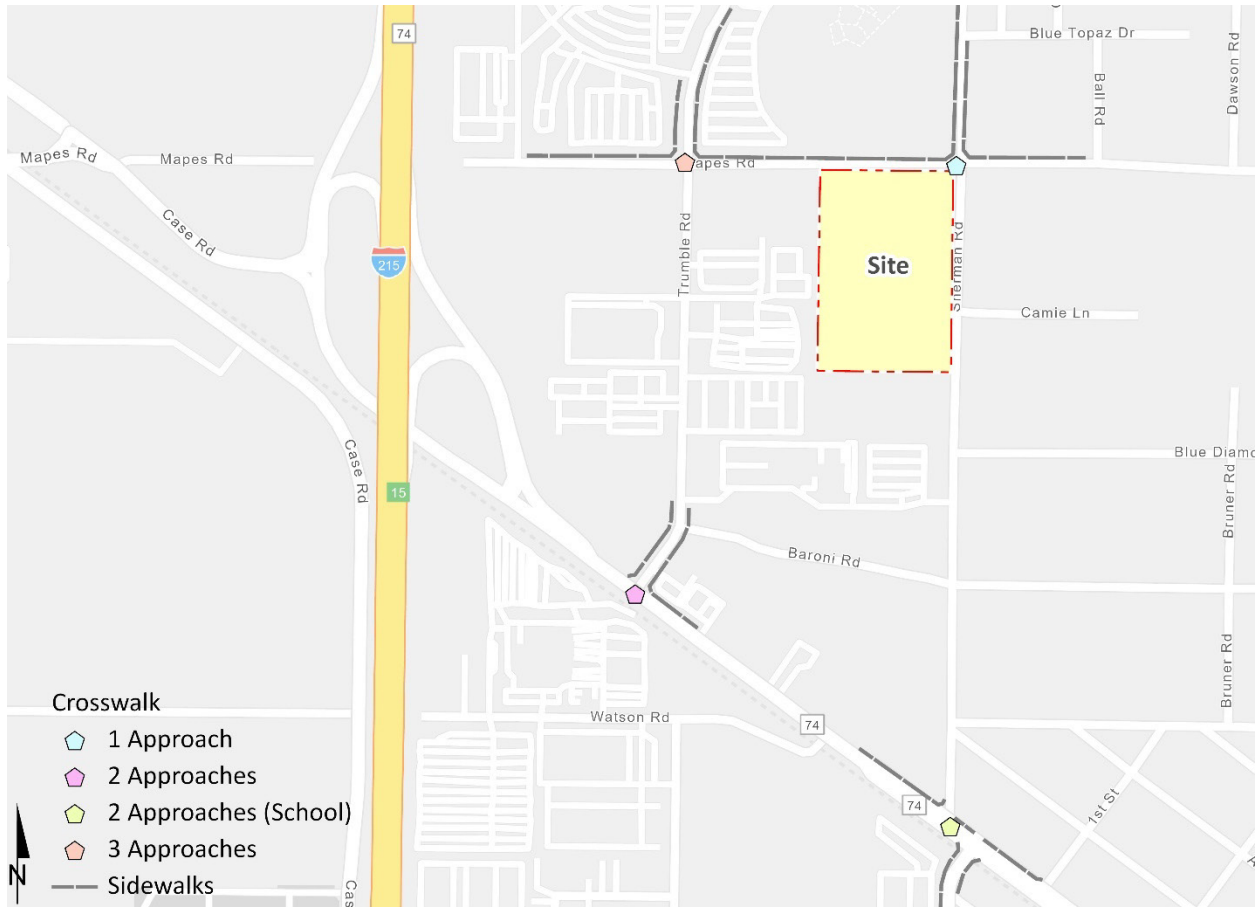 74
Blue Topaz Dr
Dawson Rd
Ball Rd
Mapes Rd
Mapes Rd
apes Rd
Case Rd
215
Trumble Rd
Site
Sherman Rd
Camie Ln
Case Rd
15
Blue Diamo
Bruner Rd
Baroni Rd
Bruner Rd
Watson Rd
74
74
1st St
Crosswalk
1 Approach
2 Approaches
2 Approaches (School)
3 Approaches
Sidewalks
N
Cas